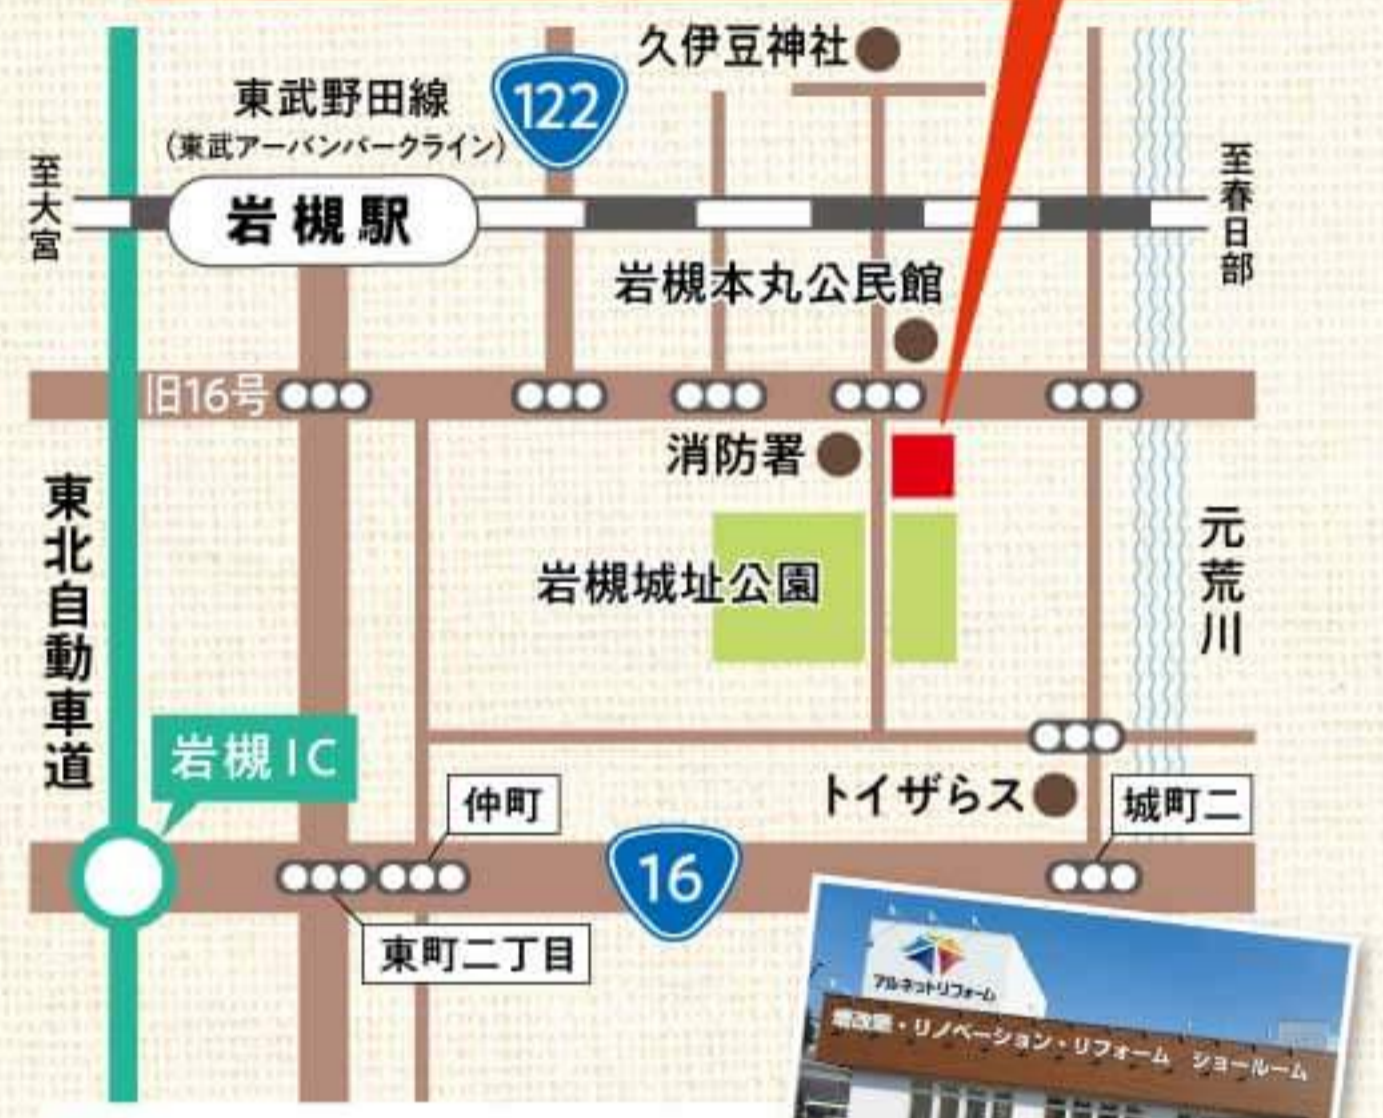 久伊豆神社
東武野田線
(東武アーバンパークライン)
122
至大宮
岩槻駅
至春日部
岩槻本丸公民館
旧16号
消防署
東北自動車道
岩槻城址公園
元荒川
岩槻IC
仲町
トイザらス
城町二
16
東町二丁目
アルネットリフォーム
増改築・リノベーション・リフォーム ショールーム